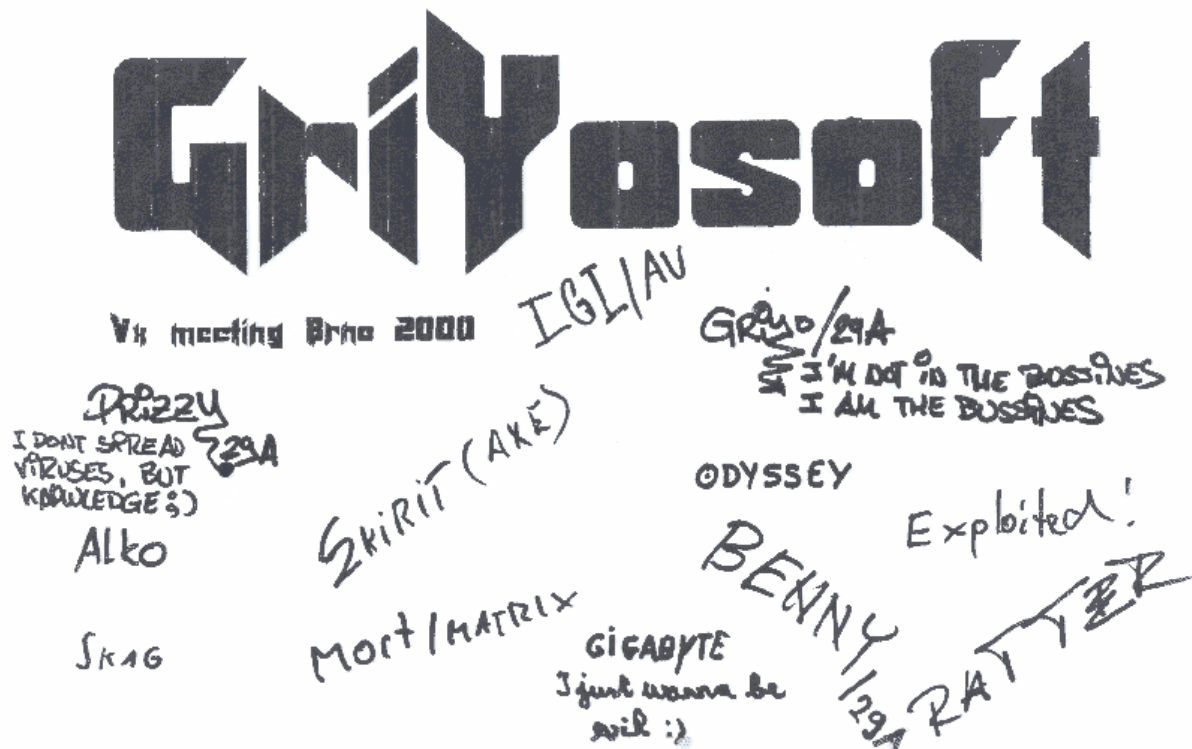 GriYosoft
Vx meeting Brno 2000
IGI/AV
GRiYo/29A
I'M NOT iN THE BOSSiNES
I AM THE BUSSiNES
PRiZZY
29A
I DONT SPREAD
ViRUSES, BUT
KNOWLEDGE ;)
SKiRiT (AXE)
ODYSSEY
Exploited!
Alko
BENNY/29A
RATTER
Mort/MATRIX
SKAG
GiGABYTE
I just wanna be
evil :)